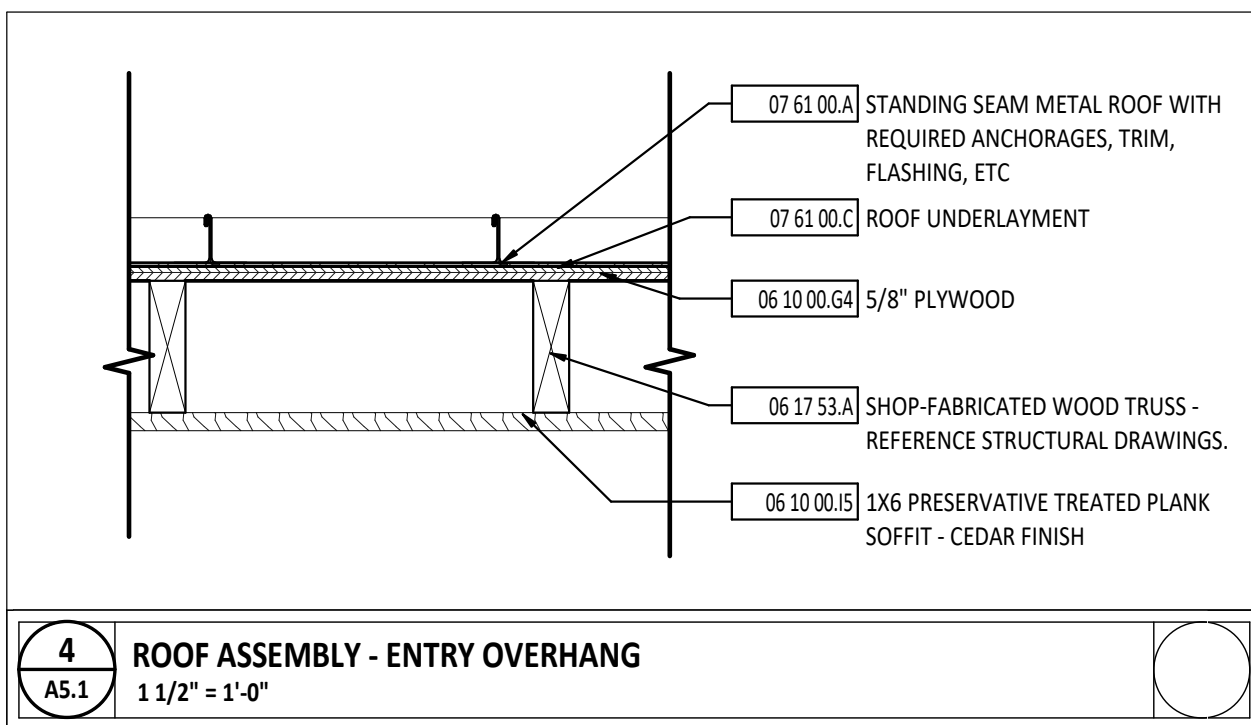 07 61 00.A STANDING SEAM METAL ROOF WITH
REQUIRED ANCHORAGES, TRIM,
FLASHING, ETC
07 61 00.C ROOF UNDERLAYMENT
06 10 00.G4 5/8" PLYWOOD
06 17 53.A SHOP-FABRICATED WOOD TRUSS -
REFERENCE STRUCTURAL DRAWINGS.
06 10 00.I5 1X6 PRESERVATIVE TREATED PLANK
SOFFIT - CEDAR FINISH
4
A5.1
ROOF ASSEMBLY - ENTRY OVERHANG
1 1/2" = 1'-0"